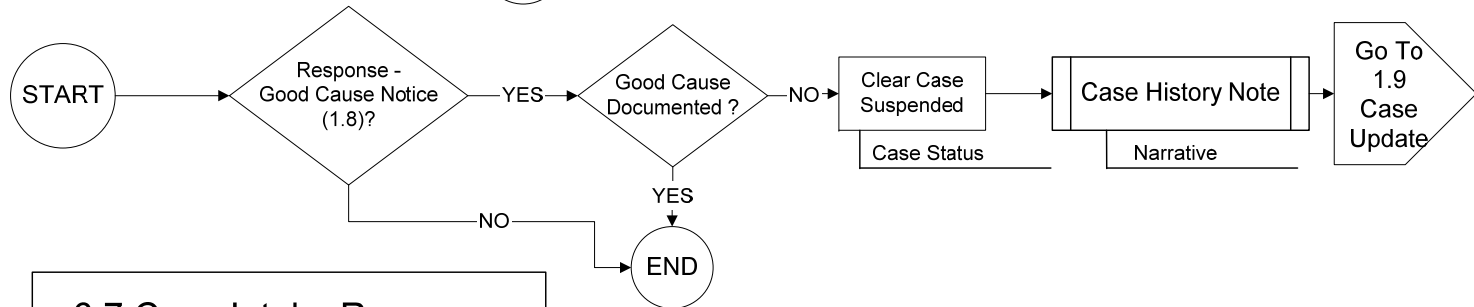 START
Response -
Good Cause Notice
(1.8)?
YES
Good Cause
Documented ?
NO
Clear Case
Suspended
Case Status
Case History Note
Narrative
Go To
1.9
Case
Update
YES
NO
END